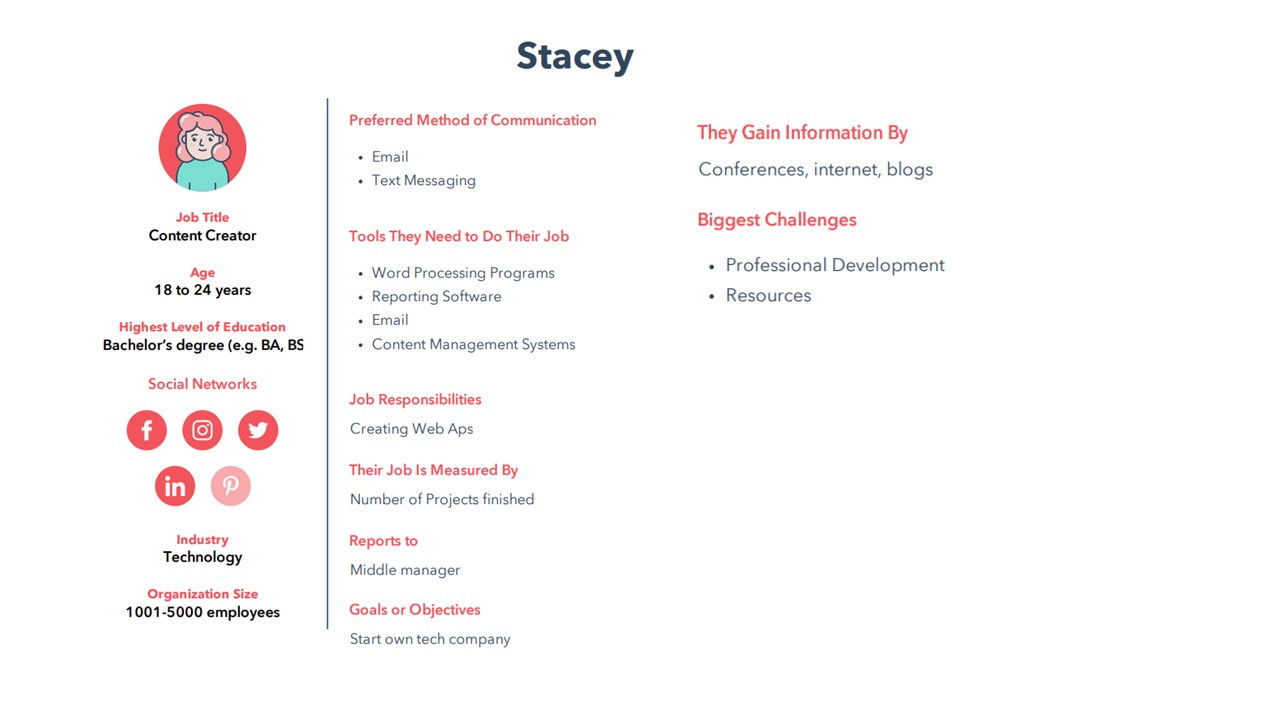 Stacey
Job Title
Content Creator
Age
18 to 24 years
Highest Level of Education
Bachelor's degree (e.g. BA, BS
Social Networks
f
in
Industry
Technology
Organization Size
1001-5000 employees
Preferred Method of Communication
• Email
• Text Messaging
Tools They Need to Do Their Job
• Word Processing Programs
• Reporting Software
• Email
• Content Management Systems
Job Responsibilities
Creating Web Aps
Their Job Is Measured By
Number of Projects finished
Reports to
Middle manager
Goals or Objectives
Start own tech company
They Gain Information By
Conferences, internet, blogs
Biggest Challenges
• Professional Development
• Resources